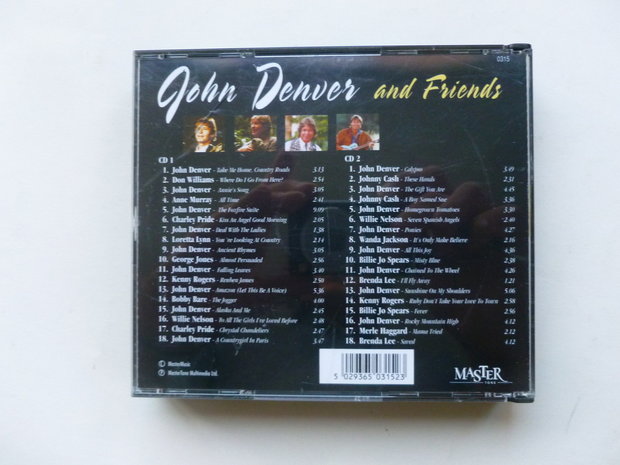 0315
John Denver and Friends
CD 1
1. John Denver - Take Me Home, Country Roads 3.13
2. Don Williams - Where Do I Go From Here? 2.54
3. John Denver - Annie's Song 3.05
4. Anne Murray - All Time 2.41
5. John Denver - The Foxfire Suite 9.09
6. Charley Pride - Kiss An Angel Good Morning 2.05
7. John Denver - Deal With The Ladies 3.08
8. Loretta Lynn - You're Looking At Country 2.14
9. John Denver - Ancient Rhymes 3.05
10. George Jones - Almost Persuaded 2.56
11. John Denver - Falling Leaves 3.40
12. Kenny Rogers - Reuben James 2.50
13. John Denver - Amazon (Let This Be A Voice) 5.36
14. Bobby Bare - The Jogger 4.00
15. John Denver - Alaska And Me 2.45
16. Willie Nelson - To All The Girls I've Loved Before 2.48
17. Charley Pride - Chrystal Chandeliers 2.47
18. John Denver - A Countrygirl In Paris 3.47
CD 2
1. John Denver - Calypso 3.49
2. Johnny Cash - These Hands 2.31
3. John Denver - The Gift You Are 4.45
4. Johnny Cash - A Boy Named Sue 3.36
5. John Denver - Homegrown Tomatoes 3.30
6. Willie Nelson - Seven Spanish Angels 2.40
7. John Denver - Ponies 4.27
8. Wanda Jackson - It's Only Make Believe 2.16
9. John Denver - All This Joy 3.36
10. Billie Jo Spears - Misty Blue 2.38
11. John Denver - Chained To The Wheel 4.26
12. Brenda Lee - I'll Fly Away 1.21
13. John Denver - Sunshine On My Shoulders 5.06
14. Kenny Rogers - Ruby Don't Take Your Love To Town 2.58
15. Billie Jo Spears - Fever 2.56
16. John Denver - Rocky Mountain High 4.12
17. Merle Haggard - Mama Tried 2.12
18. Brenda Lee - Saved 4.12
© MasterMusic
℗ MasterTone Multimedia Ltd.
5 029365 031523
MASTER
TONE